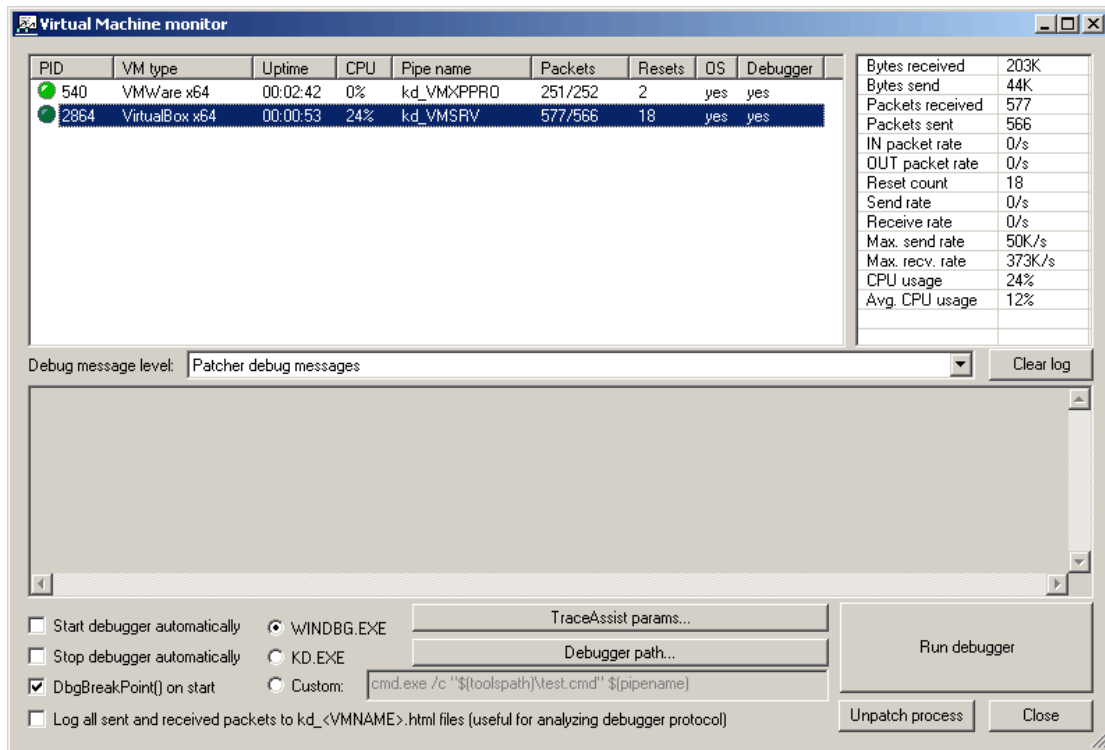 Virtual Machine monitor
PID VM type Uptime CPU Pipe name Packets Resets OS Debugger
540 VMWare x64 00:02:42 0% kd_VMXPPRO 251/252 2 yes yes
2864 VirtualBox x64 00:00:53 24% kd_VMSRV 577/566 18 yes yes
Bytes received 203K
Bytes send 44K
Packets received 577
Packets sent 566
IN packet rate 0/s
OUT packet rate 0/s
Reset count 18
Send rate 0/s
Receive rate 0/s
Max. send rate 50K/s
Max. recv. rate 373K/s
CPU usage 24%
Avg. CPU usage 12%
Debug message level: Patcher debug messages Clear log
Start debugger automatically WINDBG.EXE TraceAssist params...
Stop debugger automatically KD.EXE Debugger path...
DbgBreakPoint() on start Custom: cmd.exe /c "$(toolspath)\test.cmd" $(pipename)
Run debugger
Log all sent and received packets to kd_<VMNAME>.html files (useful for analyzing debugger protocol)
Unpatch process Close